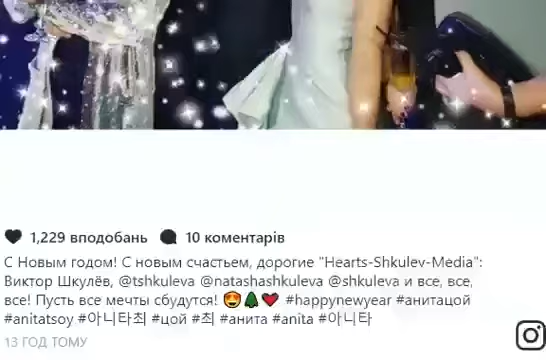 1,229 вподобань 10 коментарів
С Новым годом! С новым счастьем, дорогие "Hearts-Shkulev-Media":
Виктор Шкулёв, @tshkuleva @natashashkuleva @shkuleva и все, все,
все! Пусть все мечты сбудутся! 😍🌲❤️ #happynewyear #анитацой
#anitatsoy #아니타최 #цой #최 #анита #anita #아니타
13 ГОД ТОМУ